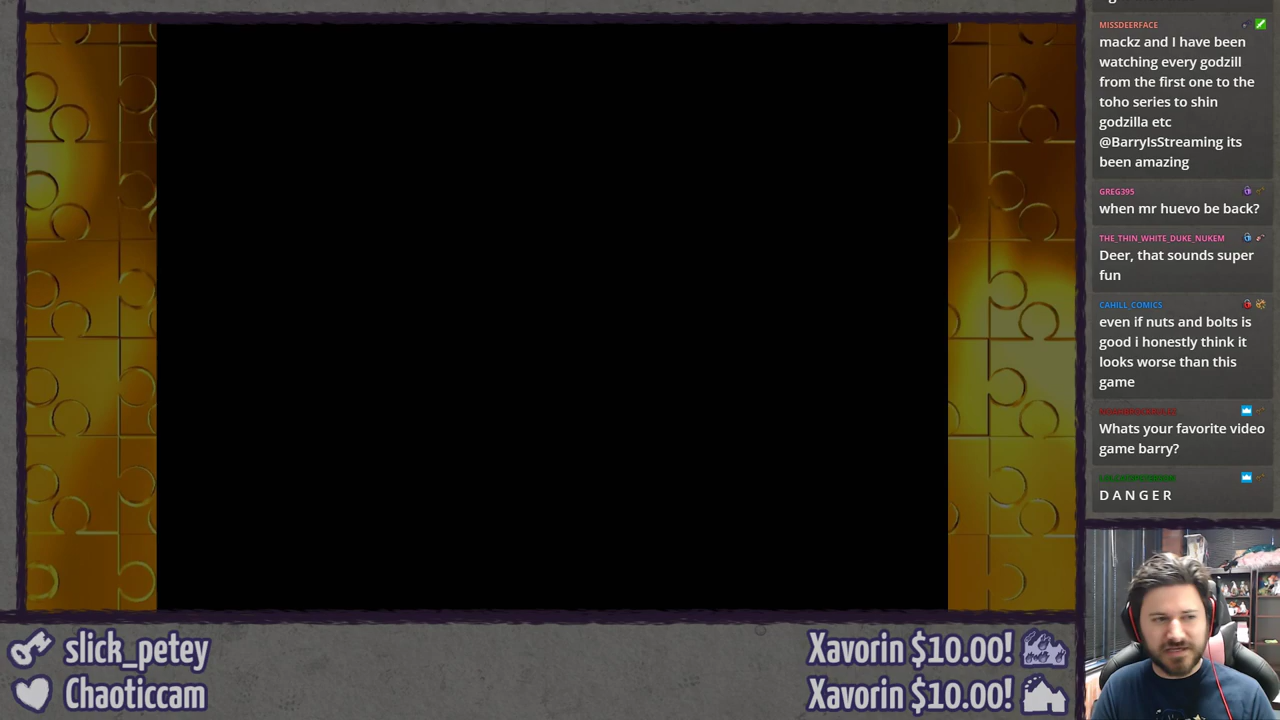 MISSDEERFACE
mackz and I have been
watching every godzill
from the first one to the
toho series to shin
godzilla etc
@BarryIsStreaming its
been amazing
GREG395
when mr huevo be back?
THE_THIN_WHITE_DUKE_NUKEM
Deer, that sounds super
fun
CAHILL_COMICS
even if nuts and bolts is
good i honestly think it
looks worse than this
game
Whats your favorite video
game barry?
D A N G E R
slick_petey
Chaoticcam
Xavorin $10.00!
Xavorin $10.00!